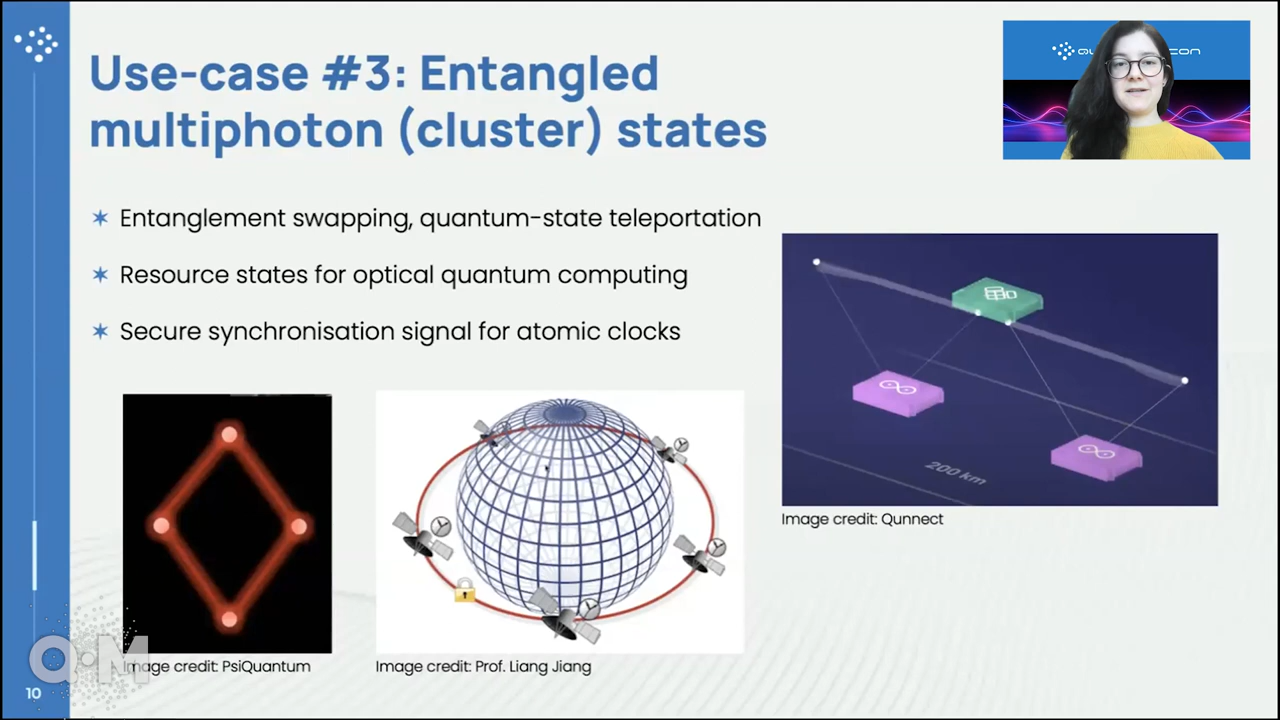 Use-case #3: Entangled
multiphoton (cluster) states
Entanglement swapping, quantum-state teleportation
Resource states for optical quantum computing
Secure synchronisation signal for atomic clocks
200 km
Image credit: Qunnect
Image credit: PsiQuantum
Image credit: Prof. Liang Jiang
10
Q M